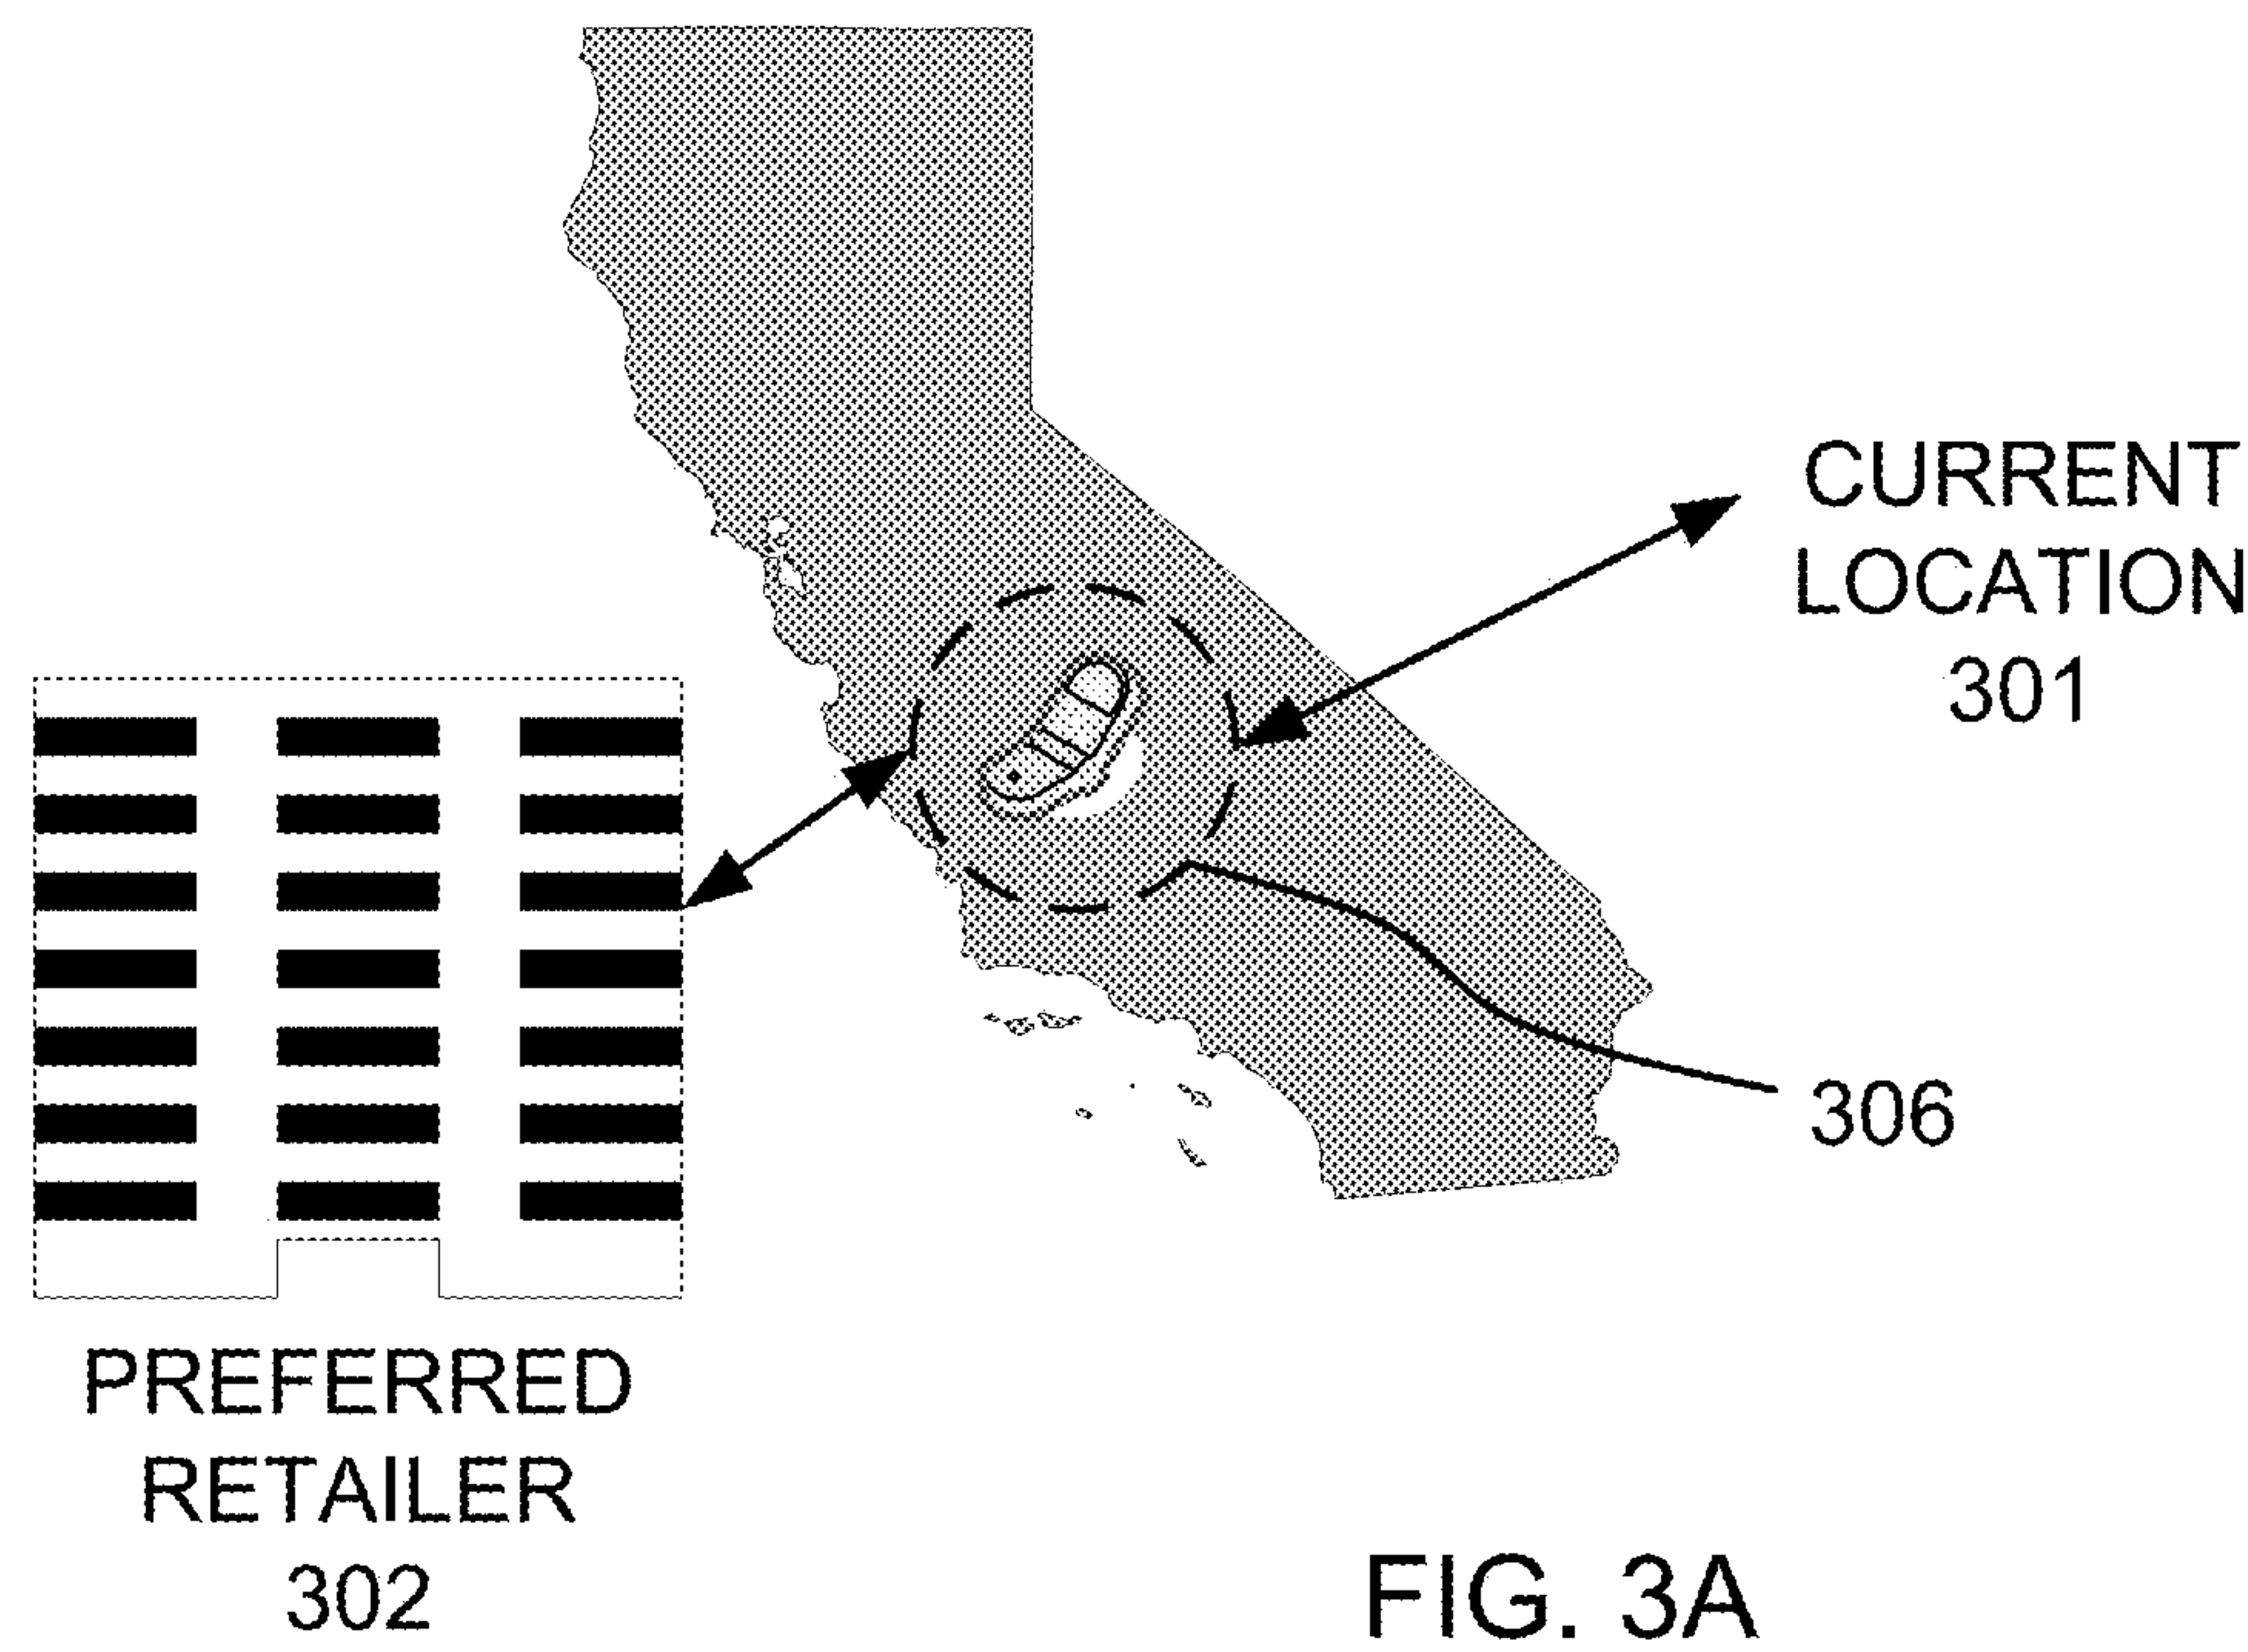 CURRENT
LOCATION
301
306
PREFERRED
RETAILER
302
FIG. 3A